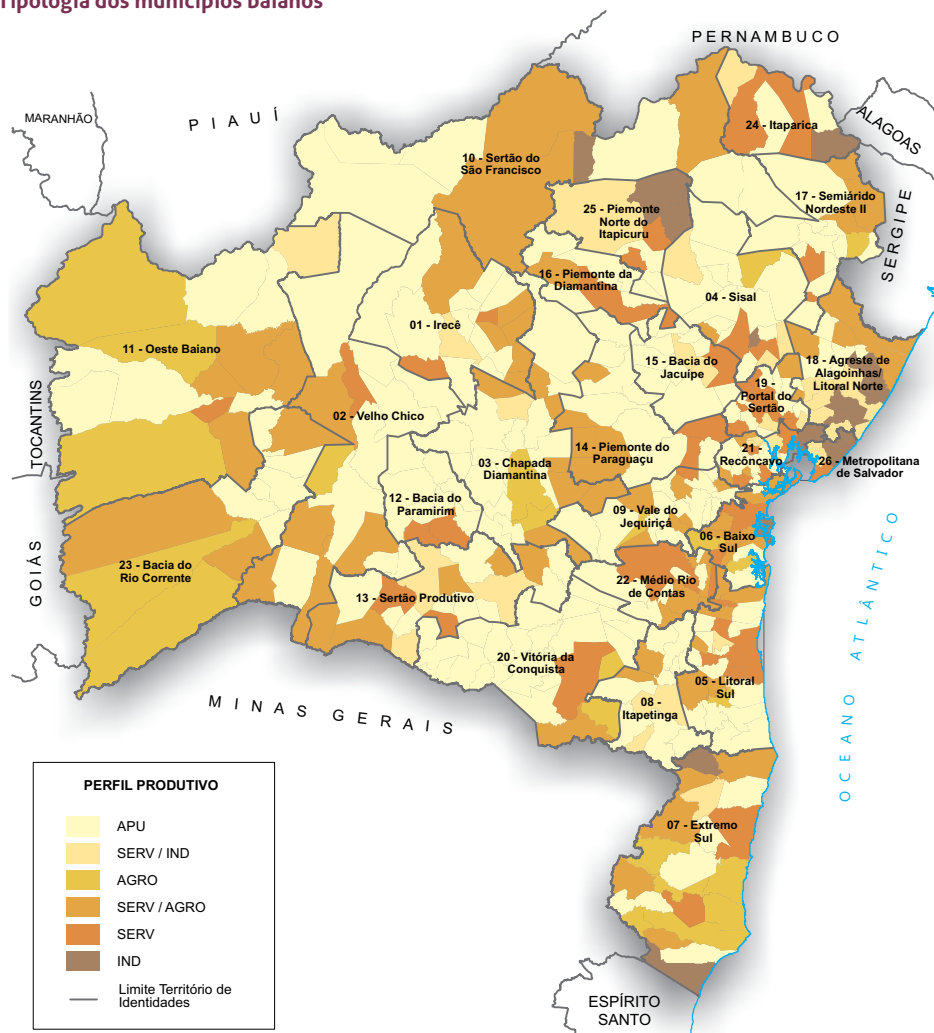 Tipologia dos municípios baianos
PERNAMBUCO
MARANHÃO
PIAUÍ
ALAGOAS
24 - Itaparica
10 - Sertão do
São Francisco
17 - Semiárido
Nordeste II
SERGIPE
25 - Piemonte
Norte do
Itapicuru
16 - Piemonte da
Diamantina
04 - Sisal
01 - Irecê
11 - Oeste Baiano
15 - Bacia do
Jacuípe
18 - Agreste de
Alagoinhas/
Litoral Norte
19 -
Portal do
Sertão
TOCANTINS
02 - Velho Chico
14 - Piemonte do
Paraguaçu
21 -
Recôncavo
26 - Metropolitana
de Salvador
03 - Chapada
Diamantina
12 - Bacia do
Paramirim
09 - Vale do
Jequiriçá
06 - Baixo
Sul
GOIÁS
23 - Bacia do
Rio Corrente
13 - Sertão Produtivo
22 - Médio Rio
de Contas
OCEANO ATLÂNTICO
20 - Vitória da
Conquista
05 - Litoral
Sul
08 -
Itapetinga
MINAS GERAIS
07 - Extremo
Sul
ESPÍRITO
SANTO
PERFIL PRODUTIVO
APU
SERV / IND
AGRO
SERV / AGRO
SERV
IND
Limite Território de
Identidades